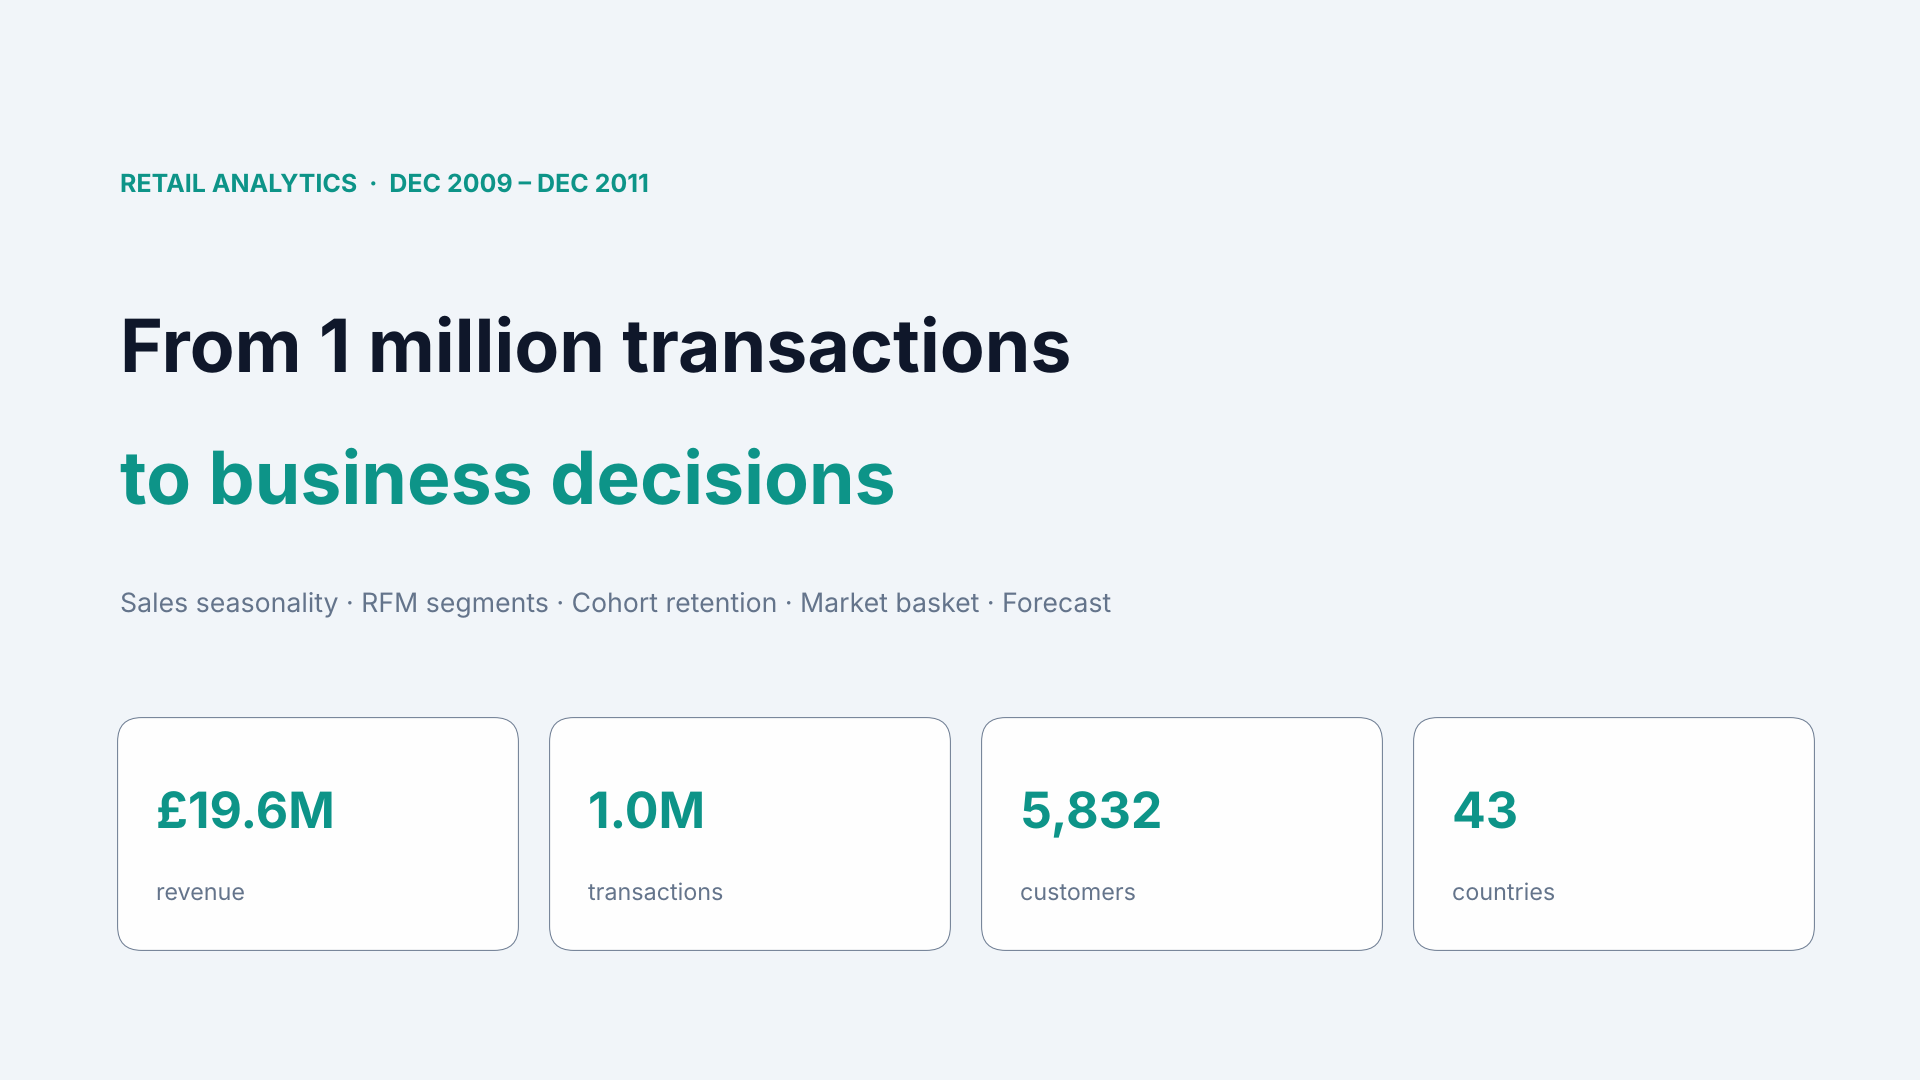 RETAIL ANALYTICS · DEC 2009 – DEC 2011
From 1 million transactions
to business decisions
Sales seasonality · RFM segments · Cohort retention · Market basket · Forecast
£19.6M
revenue
1.0M
transactions
5,832
customers
43
countries